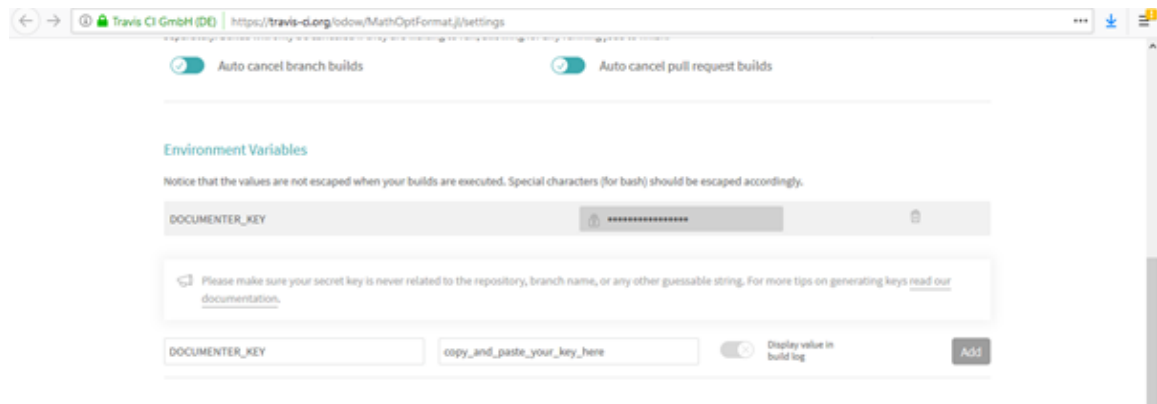 Travis CI GmbH (DE) https://travis-ci.org/odow/MathOptFormat.jl/settings
Auto cancel branch builds Auto cancel pull request builds
Environment Variables
Notice that the values are not escaped when your builds are executed. Special characters (for bash) should be escaped accordingly.
DOCUMENTER_KEY ••••••••••••••••
Please make sure your secret key is never related to the repository, branch name, or any other guessable string. For more tips on generating keys read our
documentation.
DOCUMENTER_KEY copy_and_paste_your_key_here Display value in
build log Add